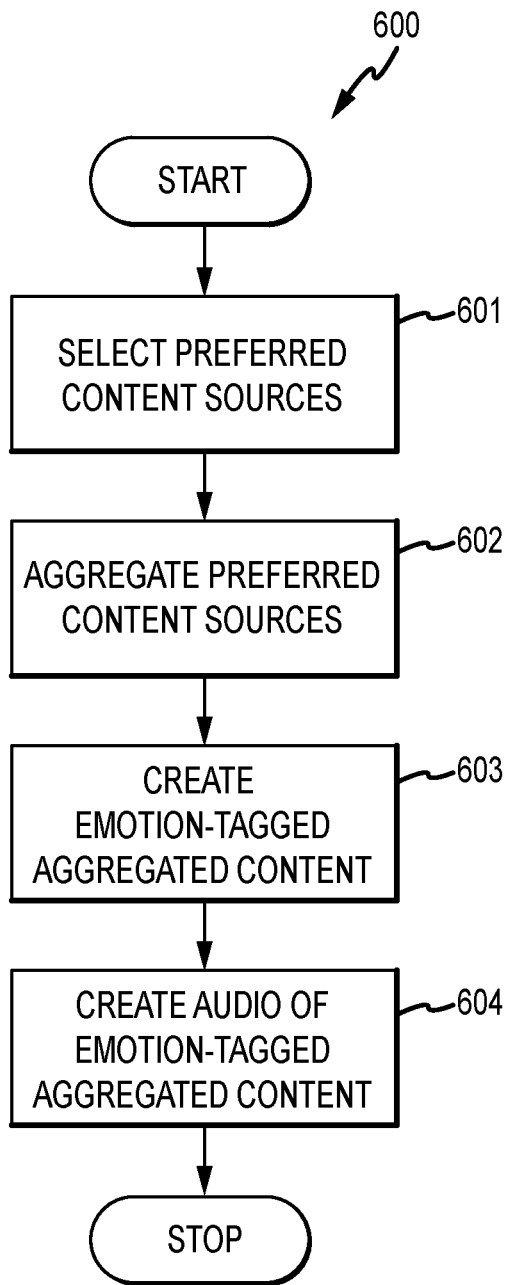 600
START
601
SELECT PREFERRED
CONTENT SOURCES
602
AGGREGATE PREFERRED
CONTENT SOURCES
603
CREATE
EMOTION-TAGGED
AGGREGATED CONTENT
604
CREATE AUDIO OF
EMOTION-TAGGED
AGGREGATED CONTENT
STOP